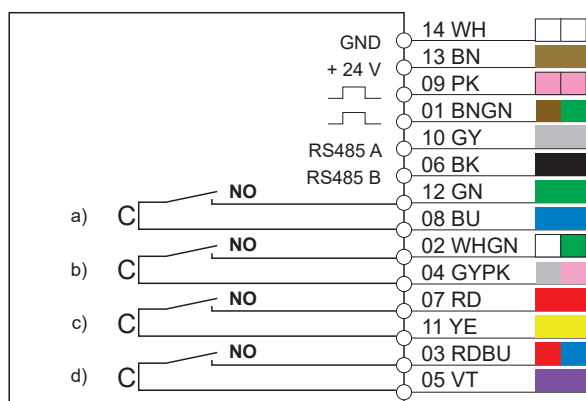 14 WH
GND
13 BN
+ 24 V
09 PK
01 BNGN
10 GY
RS485 A
06 BK
RS485 B
12 GN
NO
a) C
08 BU
02 WHGN
NO
b) C
04 GYPK
07 RD
NO
c) C
11 YE
03 RDBU
NO
d) C
05 VT